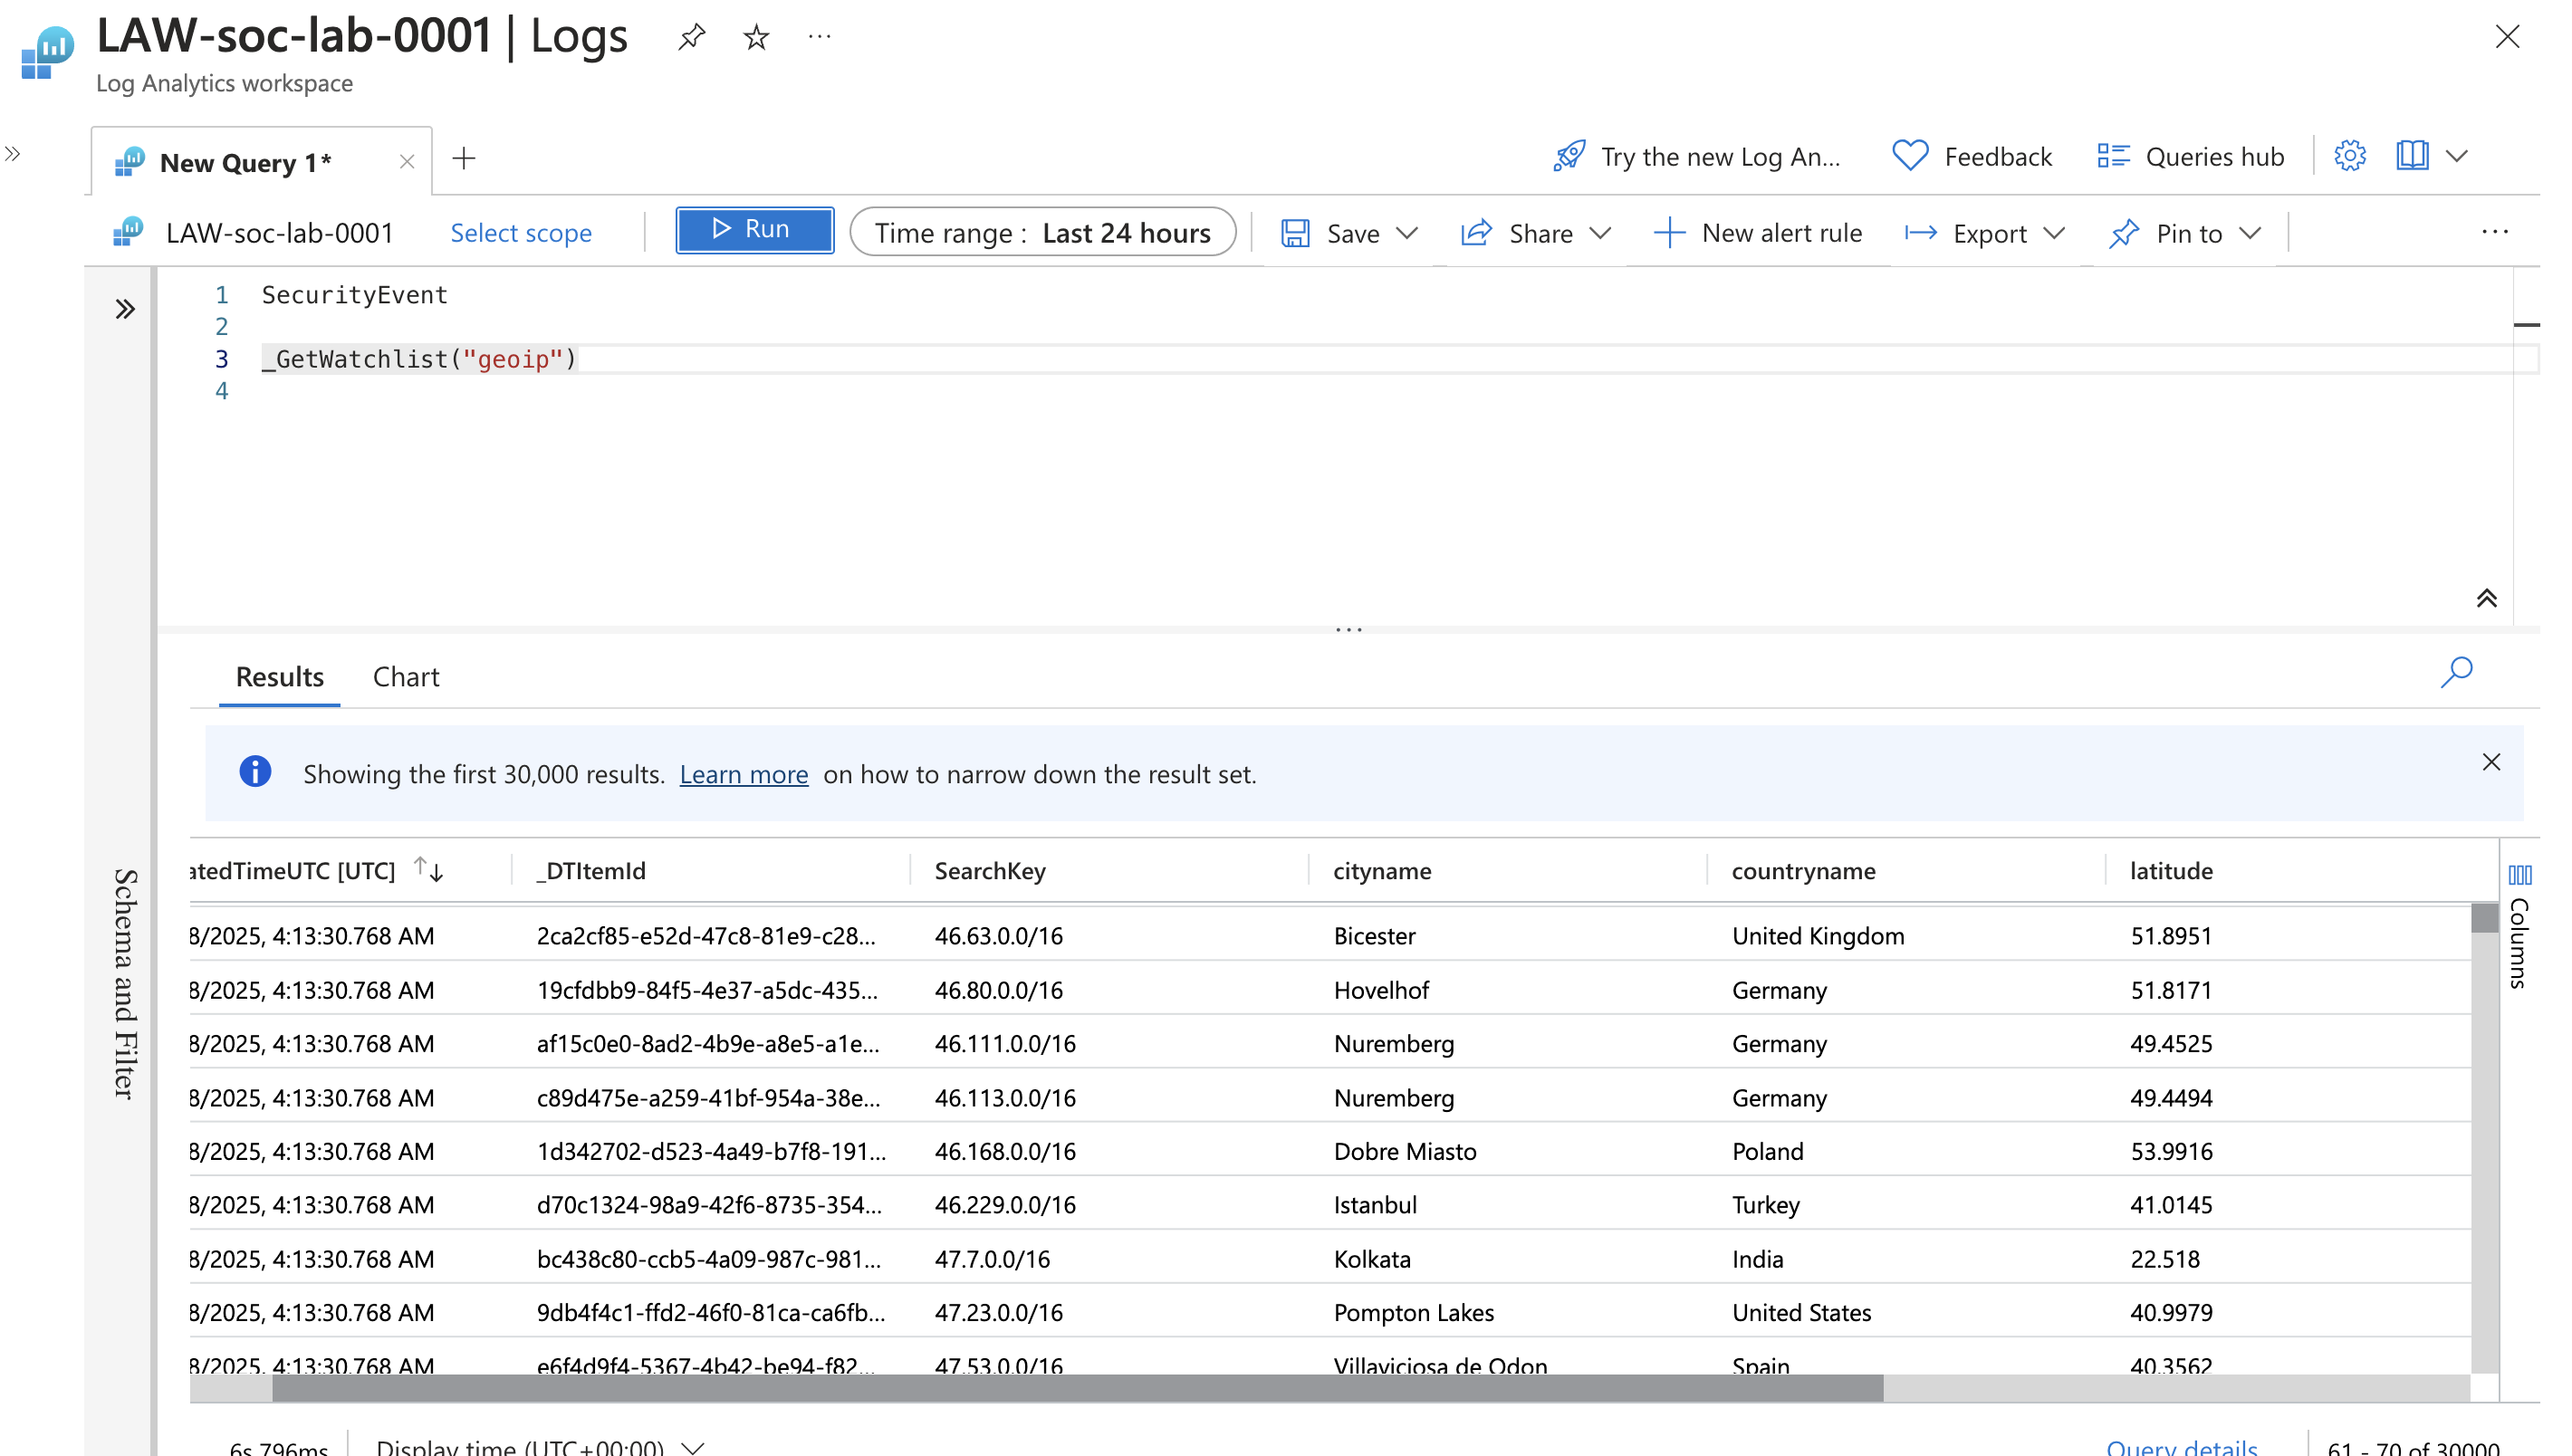 LAW-soc-lab-0001 | Logs
Log Analytics workspace
New Query 1*
Try the new Log An...
Feedback
Queries hub
LAW-soc-lab-0001
Select scope
Run
Time range : Last 24 hours
Save
Share
New alert rule
Export
Pin to
1 SecurityEvent
2
3 _GetWatchlist("geoip")
4
Schema and Filter
Results
Chart
Showing the first 30,000 results. Learn more on how to narrow down the result set.
atedTimeUTC [UTC] _DTItemId SearchKey cityname countryname latitude
8/2025, 4:13:30.768 AM 2ca2cf85-e52d-47c8-81e9-c28... 46.63.0.0/16 Bicester United Kingdom 51.8951
8/2025, 4:13:30.768 AM 19cfdbb9-84f5-4e37-a5dc-435... 46.80.0.0/16 Hovelhof Germany 51.8171
8/2025, 4:13:30.768 AM af15c0e0-8ad2-4b9e-a8e5-a1e... 46.111.0.0/16 Nuremberg Germany 49.4525
8/2025, 4:13:30.768 AM c89d475e-a259-41bf-954a-38e... 46.113.0.0/16 Nuremberg Germany 49.4494
8/2025, 4:13:30.768 AM 1d342702-d523-4a49-b7f8-191... 46.168.0.0/16 Dobre Miasto Poland 53.9916
8/2025, 4:13:30.768 AM d70c1324-98a9-42f6-8735-354... 46.229.0.0/16 Istanbul Turkey 41.0145
8/2025, 4:13:30.768 AM bc438c80-ccb5-4a09-987c-981... 47.7.0.0/16 Kolkata India 22.518
8/2025, 4:13:30.768 AM 9db4f4c1-ffd2-46f0-81ca-ca6fb... 47.23.0.0/16 Pompton Lakes United States 40.9979
8/2025, 4:13:30.768 AM e6f4d9f4-5367-4b42-be94-f82... 47.53.0.0/16 Villaviciosa de Odon Spain 40.3562
Columns
6s 796ms
Display time (UTC+00:00)
Query details
61 - 70 of 30000